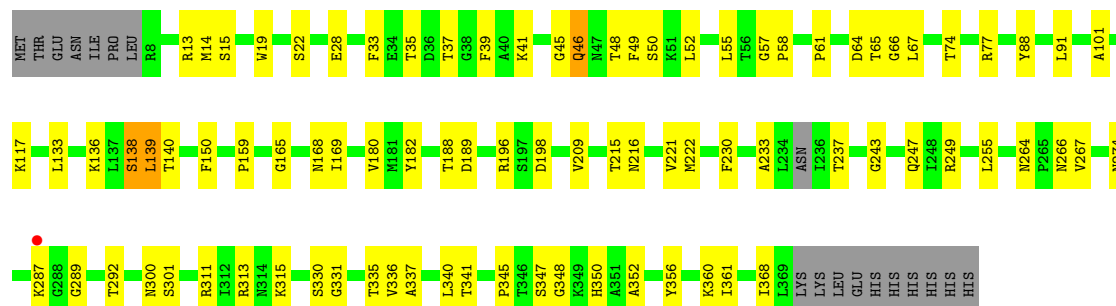 MET THR GLU ASN ILE PRO LEU R8 R13 M14 S15 W19 S22 E28 F33 E34 T35 D36 T37 G38 F39 A40 K41 G45 Q46 N47 T48 F49 S50 K51 L52 L55 T56 G57 P58 P61 D64 T65 G66 L67 T74 R77 Y88 L91 A101
K117 L133 K136 L137 S138 L139 T140 F150 P159 G165 N168 I169 V180 M181 Y182 T188 D189 R196 S197 D198 V209 T215 N216 V221 M222 F230 A233 L234 ASN I236 T237 G243 Q247 I248 R249 L255 N264 P265 N266 V267
K287 G288 G289 T292 N300 S301 R311 I312 R313 N314 K315 S330 G331 T335 V336 A337 L340 T341 P345 T346 S347 G348 K349 H350 A351 A352 Y356 K360 I361 I368 L369 LYS LYS LEU GLU HIS HIS HIS HIS HIS HIS